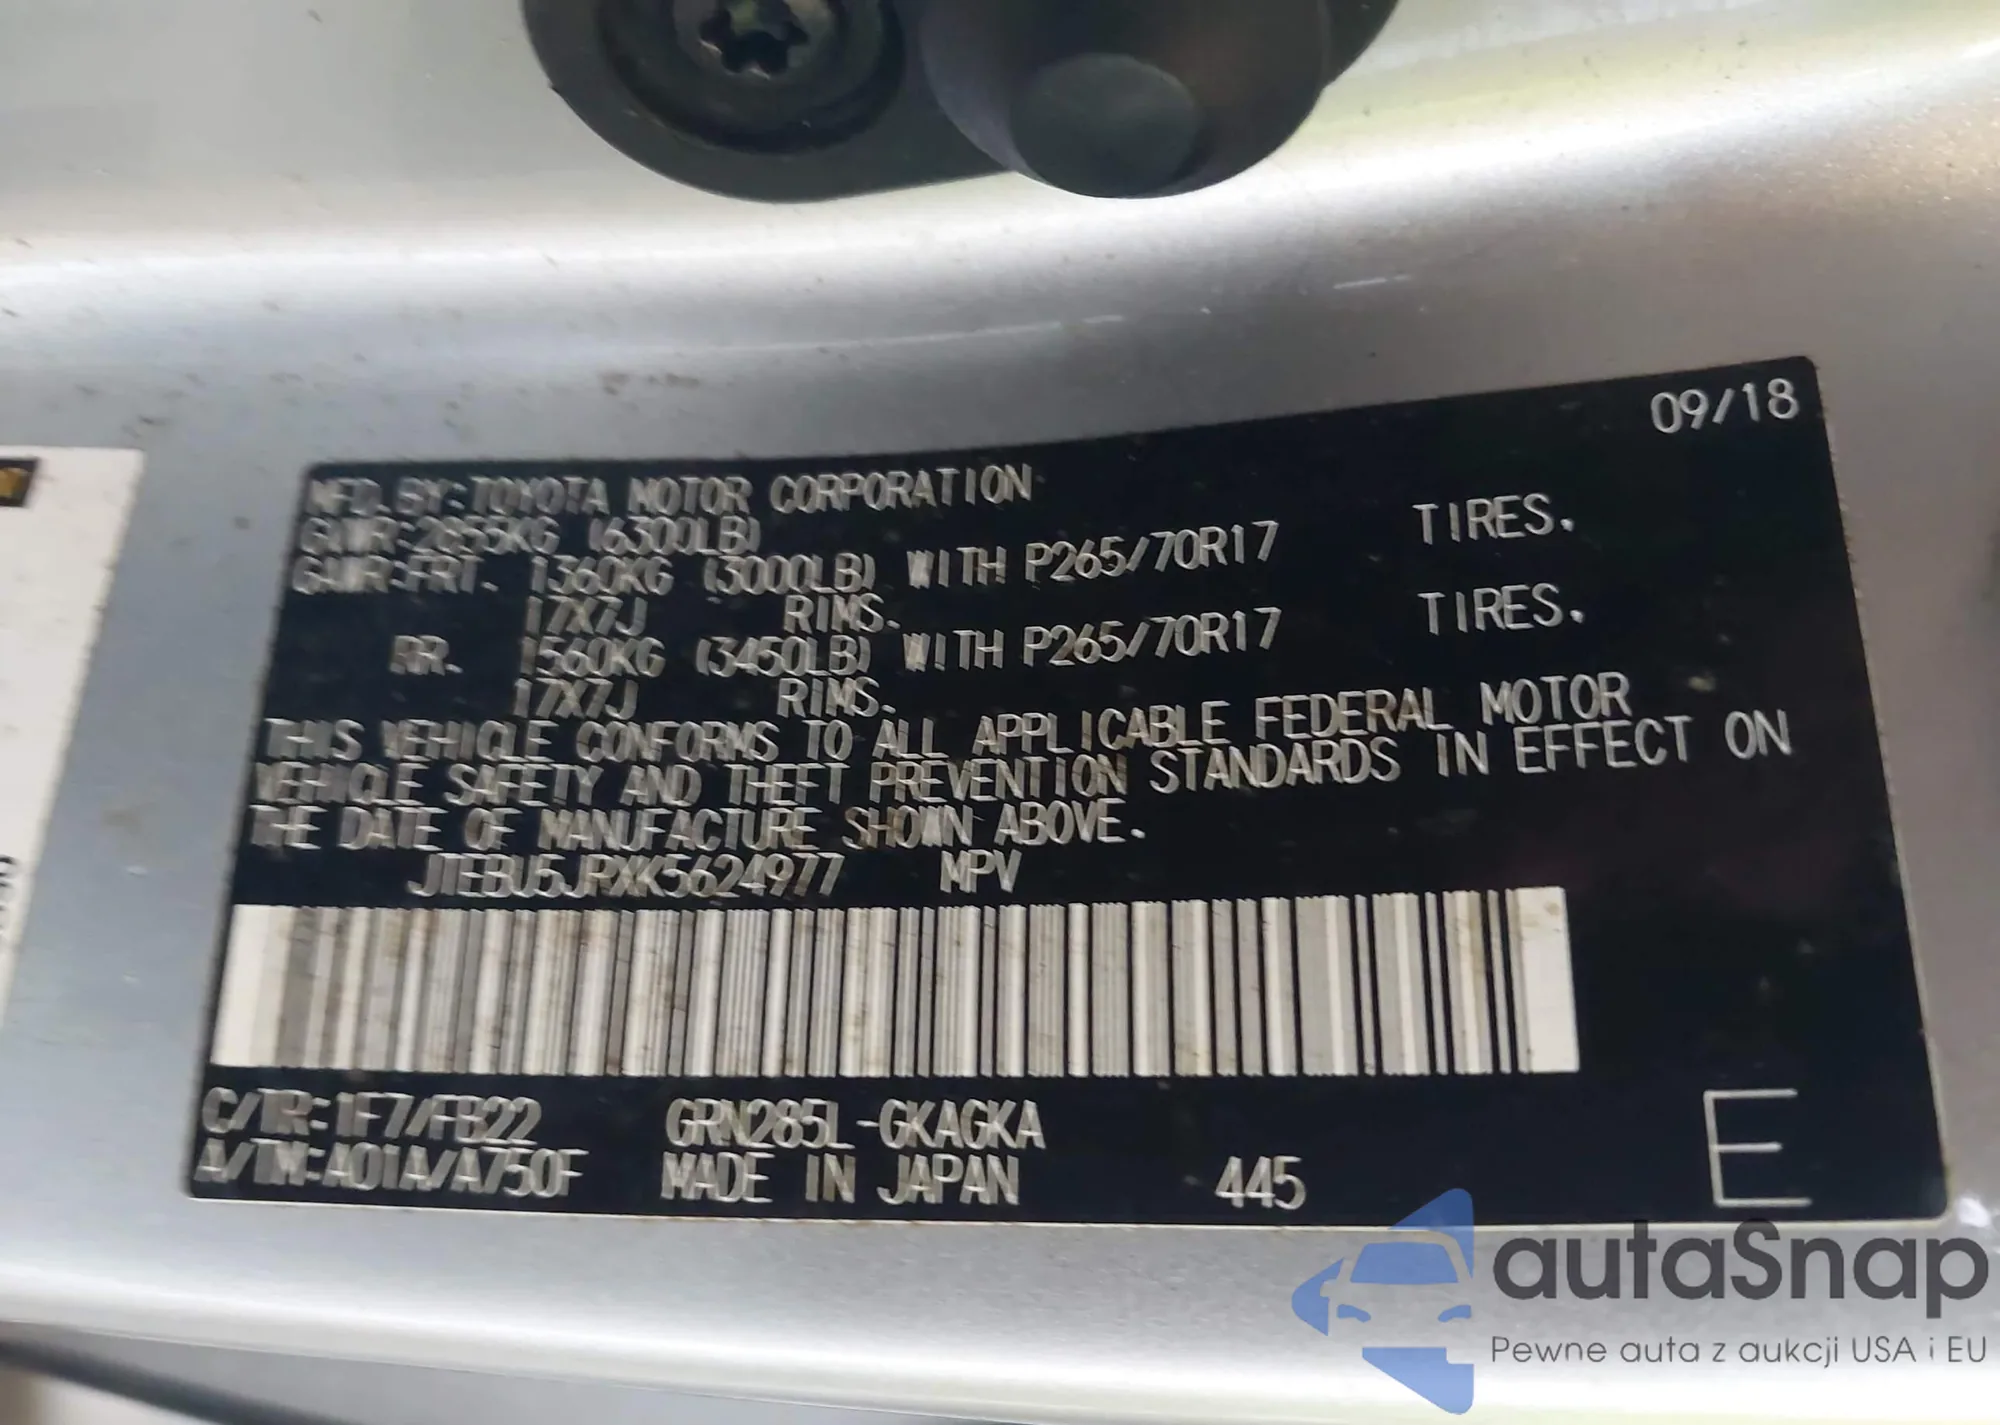 09/18
MFD. BY: TOYOTA MOTOR CORPORATION
GVWR: 2855KG (6300LB)
GAWR: FRT. 1360KG (3000LB) WITH P265/70R17 TIRES.
17X7J RIMS.
RR. 1560KG (3450LB) WITH P265/70R17 TIRES.
17X7J RIMS.
THIS VEHICLE CONFORMS TO ALL APPLICABLE FEDERAL MOTOR
VEHICLE SAFETY AND THEFT PREVENTION STANDARDS IN EFFECT ON
THE DATE OF MANUFACTURE SHOWN ABOVE.
JTEBU5JRXK5624977 MPV
C/TR: 1F7/FB22 GRN285L-GKAGKA
A/TM: A01A/A750F MADE IN JAPAN 445
E
autaSnap
Pewne auta z aukcji USA i EU